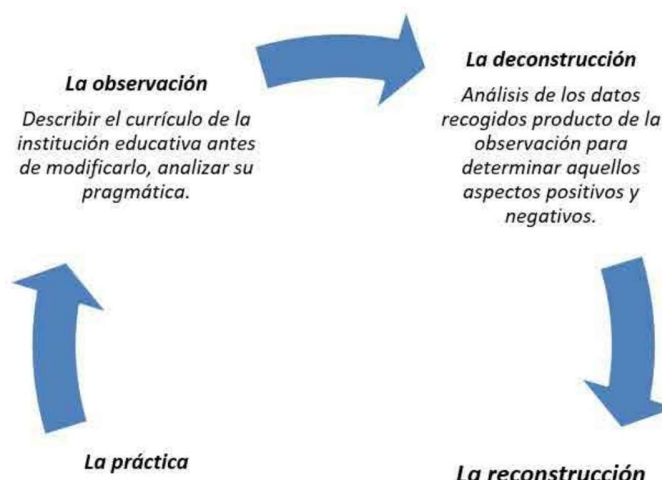 La observación
Describir el currículo de la
institución educativa antes
de modificarlo, analizar su
pragmática.
La deconstrucción
Análisis de los datos
recogidos producto de la
observación para
determinar aquellos
aspectos positivos y
negativos.
La práctica
La reconstrucción